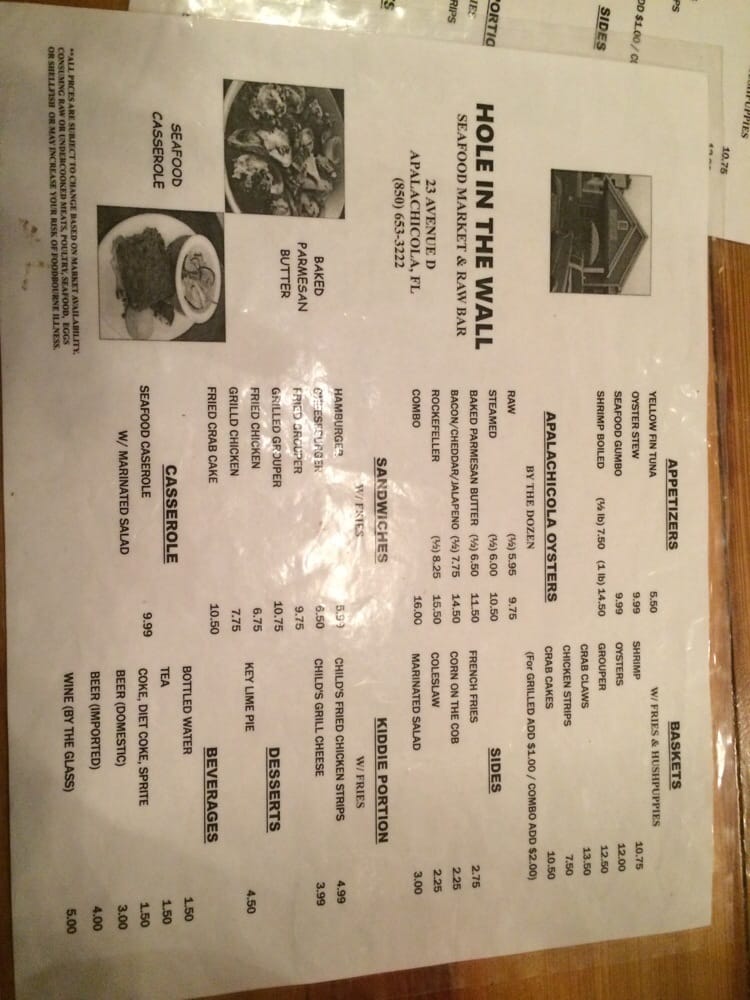 HOLE IN THE WALL
SEAFOOD MARKET & RAW BAR
23 AVENUE D
APALACHICOLA, FL
(850) 653-3222
BAKED
PARMESAN
BUTTER
SEAFOOD
CASSEROLE
**ALL PRICES ARE SUBJECT TO CHANGE BASED ON MARKET AVAILABILITY.
CONSUMING RAW OR UNDERCOOKED MEATS, POULTRY, SEAFOOD, EGGS
OR SHELLFISH OR MAY INCREASE YOUR RISK OF FOODBOURNE ILLNESS.
APPETIZERS
YELLOW FIN TUNA 5.50
OYSTER STEW 9.99
SEAFOOD GUMBO 9.99
SHRIMP BOILED (½ lb) 7.50 (1 lb) 14.50
APALACHICOLA OYSTERS
BY THE DOZEN
RAW (½) 5.95 9.75
STEAMED (½) 6.00 10.50
BAKED PARMESAN BUTTER (½) 6.50 11.50
BACON/CHEDDAR/JALAPENO (½) 7.75 14.50
ROCKEFELLER (½) 8.25 15.50
COMBO 16.00
SANDWICHES
W/ FRIES
HAMBURGER 5.99
CHEESEBURGER 6.50
FRIED GROUPER 9.75
GRILLED GROUPER 10.75
FRIED CHICKEN 6.75
GRILLD CHICKEN 7.75
FRIED CRAB CAKE 10.50
CASSEROLE
SEAFOOD CASEROLE 9.99
W/ MARINATED SALAD
BASKETS
W/ FRIES & HUSHPUPPIES
SHRIMP 10.75
OYSTERS 12.00
GROUPER 12.50
CRAB CLAWS 13.50
CHICKEN STRIPS 7.50
CRAB CAKES 10.50
(For GRILLED ADD $1.00 / COMBO ADD $2.00)
SIDES
FRENCH FRIES 2.75
CORN ON THE COB 2.25
COLESLAW 2.25
MARINATED SALAD 3.00
KIDDIE PORTION
W/ FRIES
CHILD'S FRIED CHICKEN STRIPS 4.99
CHILD'S GRILL CHEESE 3.99
DESSERTS
KEY LIME PIE 4.50
BEVERAGES
BOTTLED WATER 1.50
TEA 1.50
COKE, DIET COKE, SPRITE 1.50
BEER (DOMESTIC) 3.00
BEER (IMPORTED) 4.00
WINE (BY THE GLASS) 5.00
10.75
SIDES